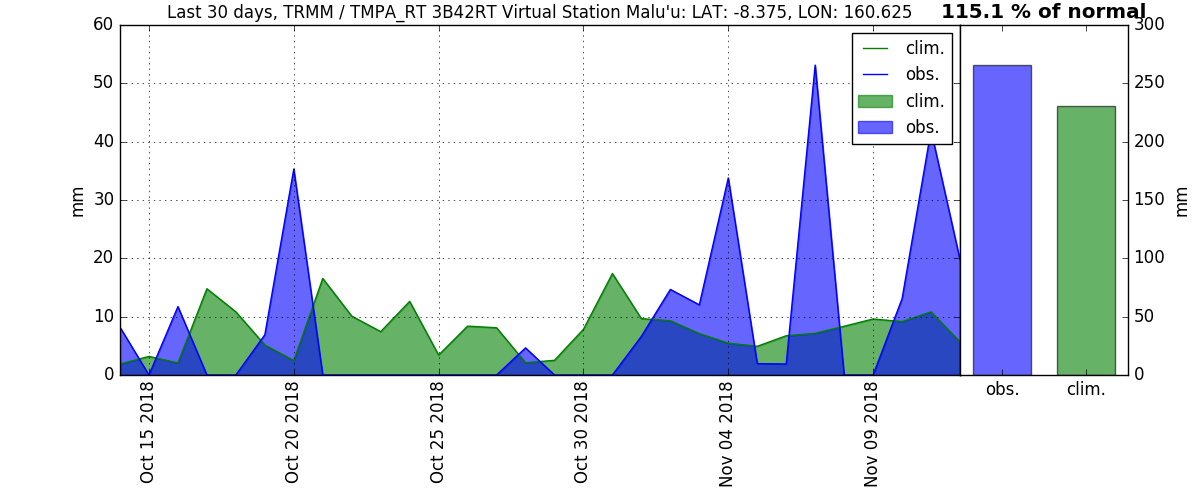 Last 30 days, TRMM / TMPA_RT 3B42RT Virtual Station Malu'u: LAT: -8.375, LON: 160.625
115.1 % of normal
60
50
40
30
20
10
0
mm
clim.
obs.
clim.
obs.
300
250
200
150
100
50
0
mm
obs.
clim.
Oct 15 2018
Oct 20 2018
Oct 25 2018
Oct 30 2018
Nov 04 2018
Nov 09 2018